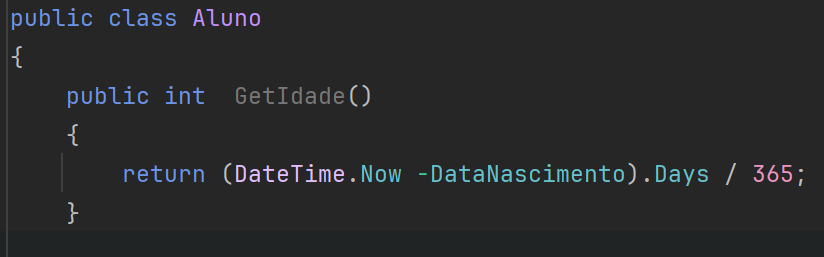 public class Aluno
{
    public int  GetIdade()
    {
        return (DateTime.Now -DataNascimento).Days / 365;
    }